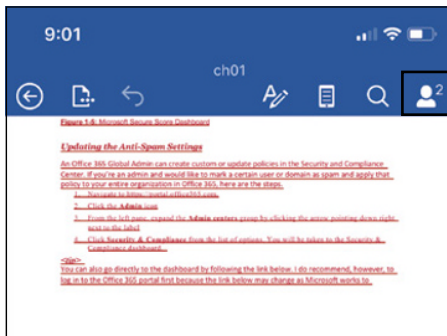 9:01
ch01
2
Figure 1-6: Microsoft Secure Score Dashboard
Updating the Anti-Spam Settings
An Office 365 Global Admin can create custom or update policies in the Security and Compliance
Center. If you're an admin and would like to mark a certain user or domain as spam and apply that
policy to your entire organization in Office 365, here are the steps.
1. Navigate to https://portal.office365.com.
2. Click the Admin icon
3. From the left pane, expand the Admin centers group by clicking the arrow pointing down right
next to the label
4. Click Security & Compliance from the list of options. You will be taken to the Security &
Compliance dashboard.
<tip>
You can also go directly to the dashboard by following the link below. I do recommend, however, to
log in to the Office 365 portal first because the link below may change as Microsoft works to